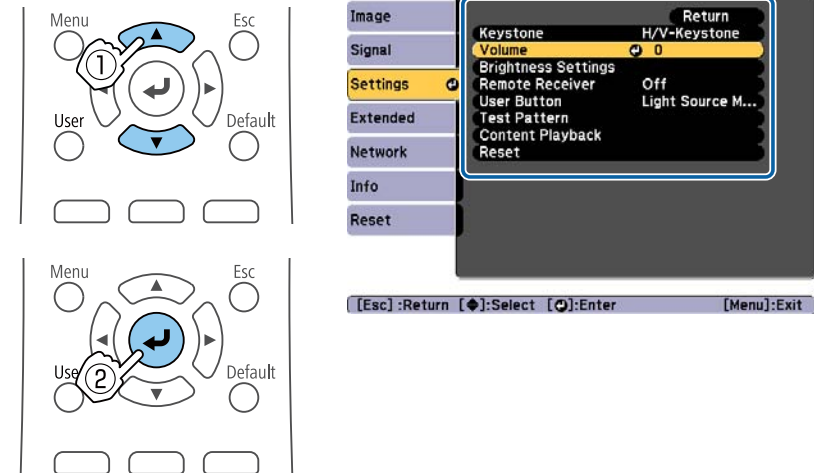 Menu
Esc
1
User
Default
Menu
Esc
Use
2
Default
Image
Signal
Settings
Extended
Network
Info
Reset
Return
Keystone H/V-Keystone
Volume 0
Brightness Settings
Remote Receiver Off
User Button Light Source M...
Test Pattern
Content Playback
Reset
[Esc] :Return [◆]:Select [⏎]:Enter [Menu]:Exit